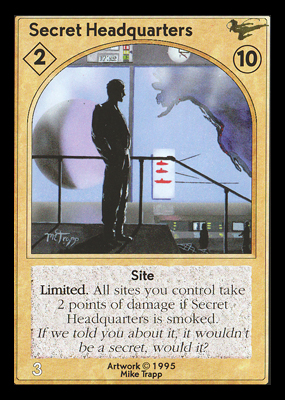 Secret Headquarters
2
10
M.Trapp
Site
Limited. All sites you control take
2 points of damage if Secret
Headquarters is smoked.
If we told you about it, it wouldn't
be a secret, would it?
3
Artwork © 1995
Mike Trapp